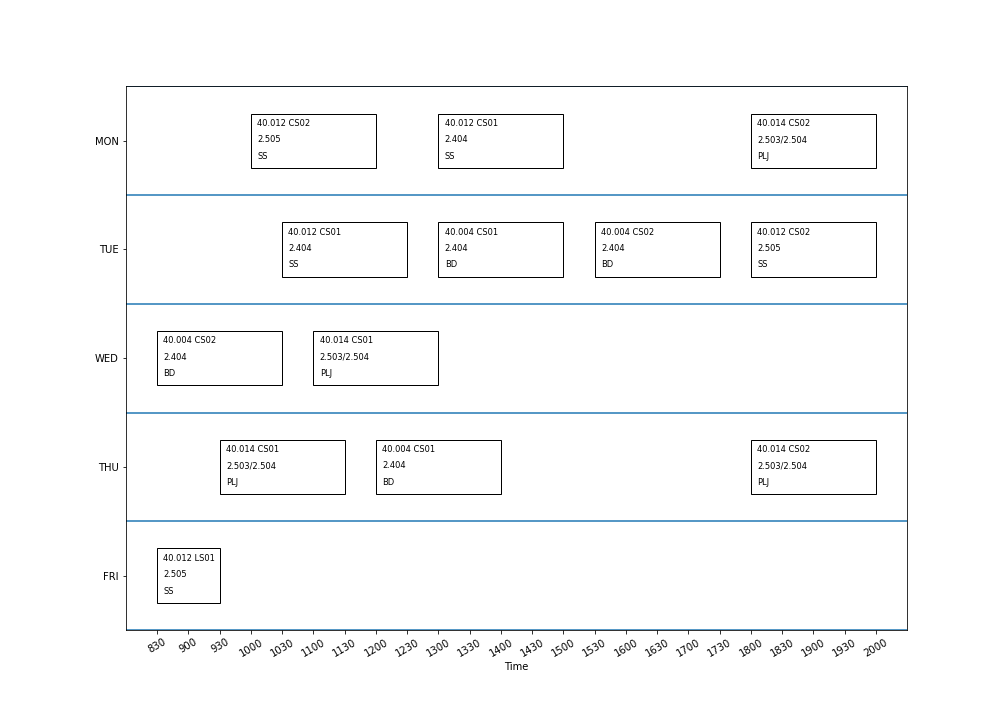 MON
40.012 CS02
2.505
SS
40.012 CS01
2.404
SS
40.014 CS02
2.503/2.504
PLJ
TUE
40.012 CS01
2.404
SS
40.004 CS01
2.404
BD
40.004 CS02
2.404
BD
40.012 CS02
2.505
SS
WED
40.004 CS02
2.404
BD
40.014 CS01
2.503/2.504
PLJ
THU
40.014 CS01
2.503/2.504
PLJ
40.004 CS01
2.404
BD
40.014 CS02
2.503/2.504
PLJ
FRI
40.012 LS01
2.505
SS
830 900 930 1000 1030 1100 1130 1200 1230 1300 1330 1400 1430 1500 1530 1600 1630 1700 1730 1800 1830 1900 1930 2000
Time